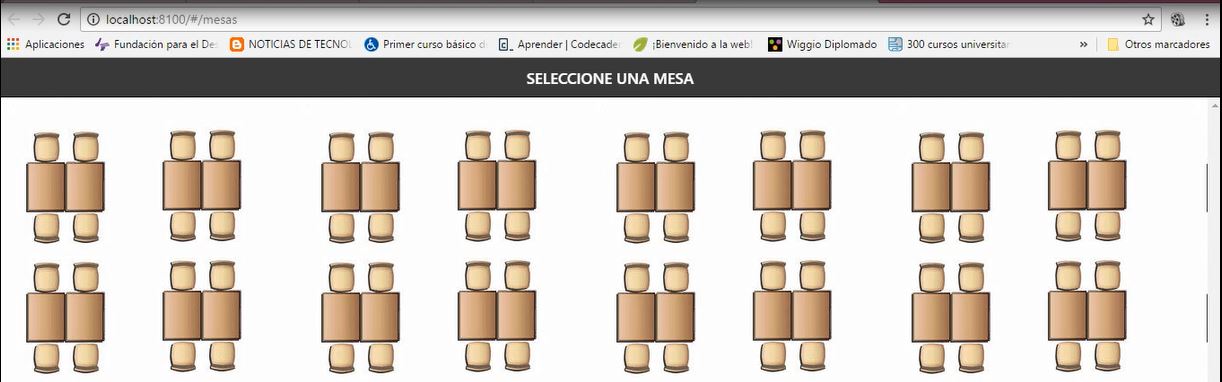 localhost:8100/#/mesas
Aplicaciones Fundación para el De NOTICIAS DE TECNOL Primer curso básico d Aprender | Codecade ¡Bienvenido a la web! Wiggio Diplomado 300 cursos universitar » Otros marcadores
SELECCIONE UNA MESA